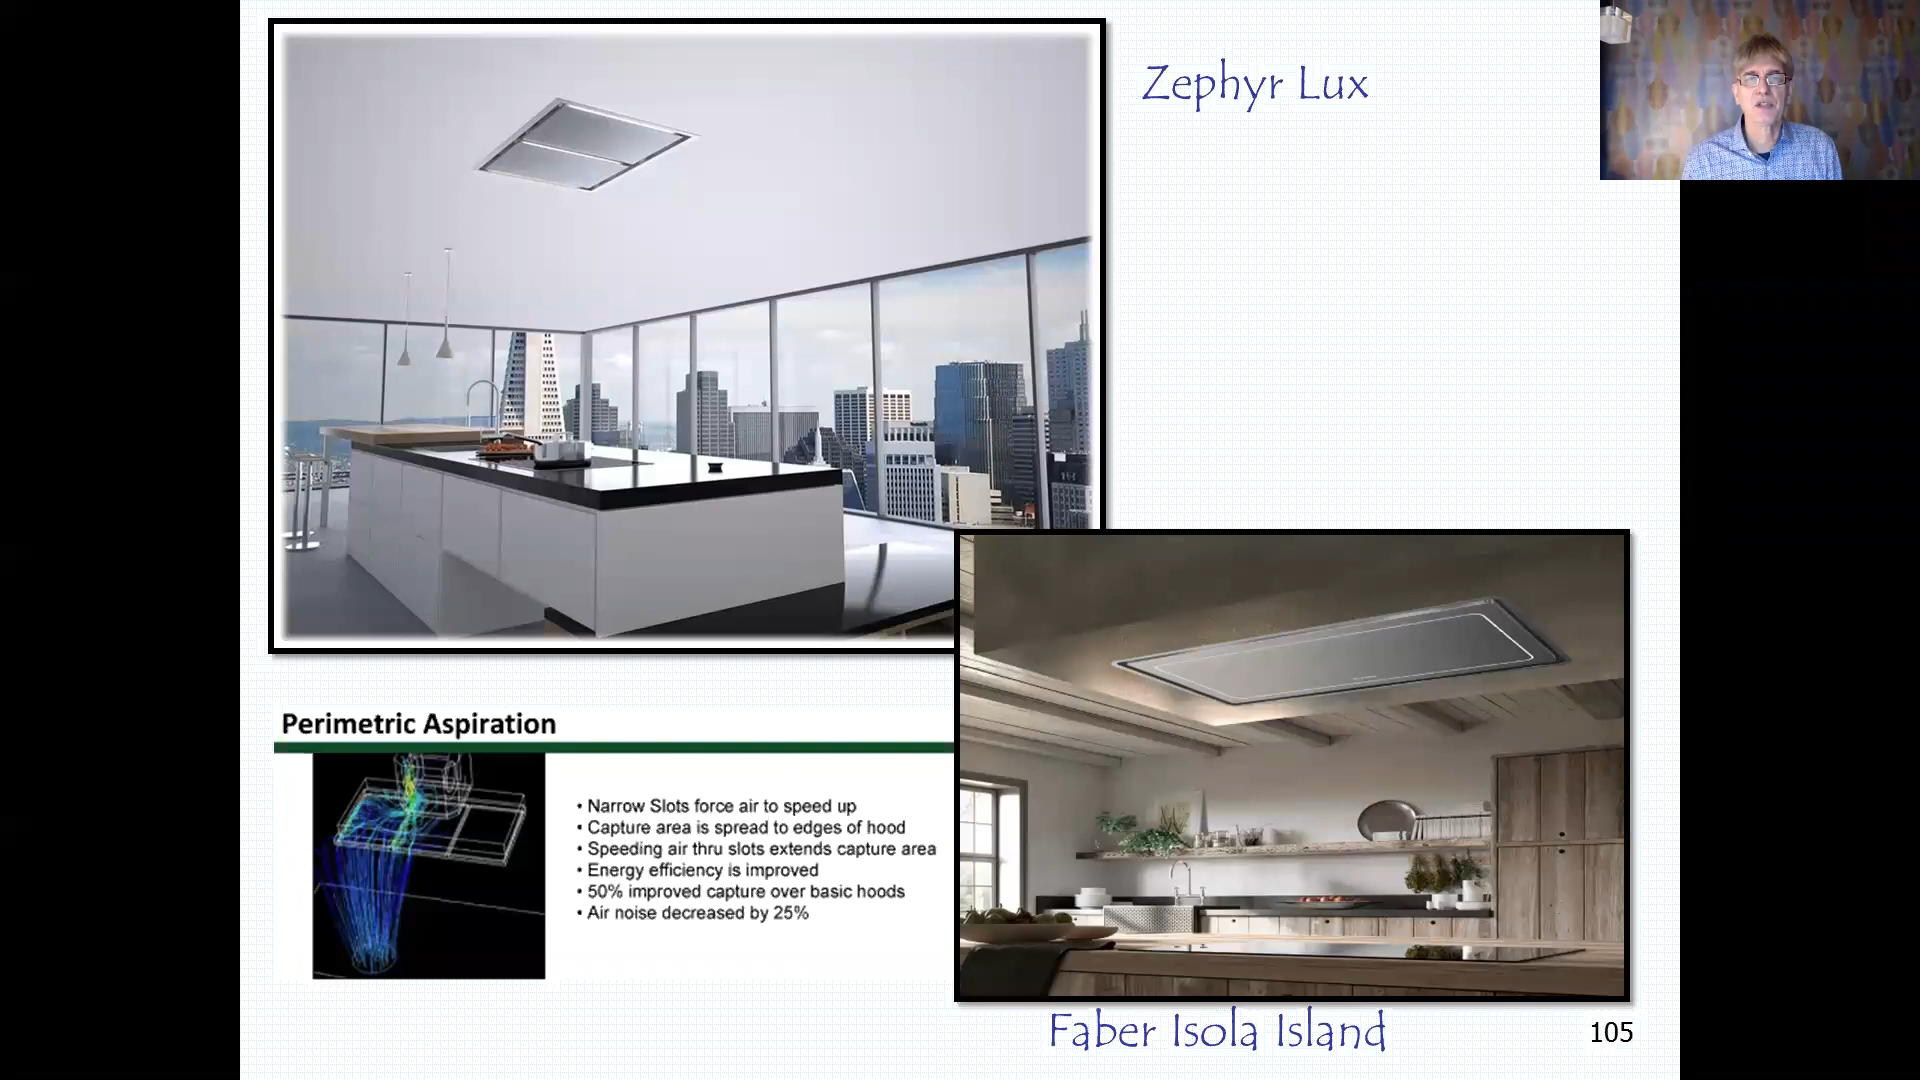 Zephyr Lux
Perimetric Aspiration
• Narrow Slots force air to speed up
• Capture area is spread to edges of hood
• Speeding air thru slots extends capture area
• Energy efficiency is improved
• 50% improved capture over basic hoods
• Air noise decreased by 25%
Faber Isola Island
105